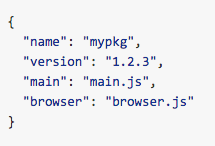 {
  "name": "mypkg",
  "version": "1.2.3",
  "main": "main.js",
  "browser": "browser.js"
}